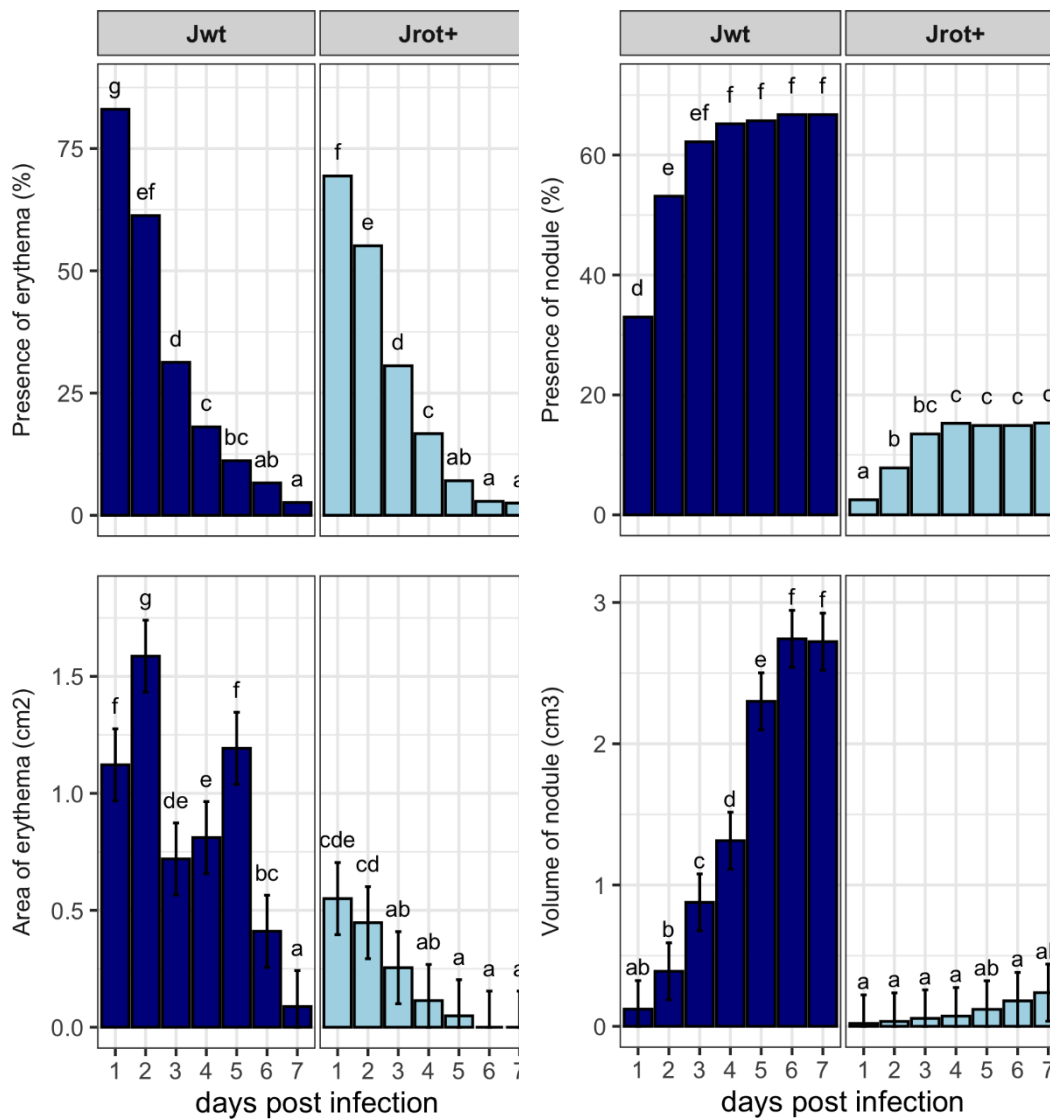 Jwt Jrot+ Jwt Jrot+
Presence of erythema (%)
75
50
25
0
g ef d c bc ab a
f e d c ab a a
Presence of nodule (%)
60
40
20
0
d e ef f f f f
a b bc c c c c
Area of erythema (cm2)
1.5
1.0
0.5
0.0
f g de e f bc a
cde cd ab ab a a a
Volume of nodule (cm3)
3
2
1
0
ab b c d e f f
a a a a ab a ab
1 2 3 4 5 6 7 1 2 3 4 5 6 7
1 2 3 4 5 6 7 1 2 3 4 5 6 7
days post infection
days post infection